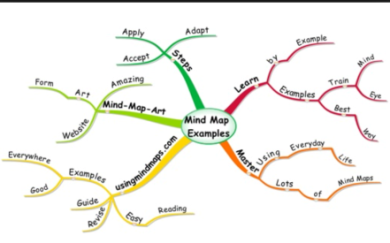 Mind Map
Examples
Steps
Apply
Adapt
Accept
Learn
by
Example
Examples
Train
Mind
Eye
Best
Way
Master
Using
Everyday
Life
Lots
of
Mind Maps
usingmindmaps.com
Examples
Everywhere
Good
Guide
Revise
Easy
Reading
Mind-Map-Art
Amazing
Art
Form
Website